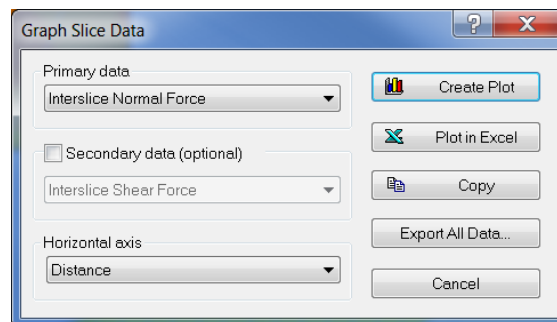 Graph Slice Data
Primary data
Interslice Normal Force
Secondary data (optional)
Interslice Shear Force
Horizontal axis
Distance
Create Plot
Plot in Excel
Copy
Export All Data...
Cancel